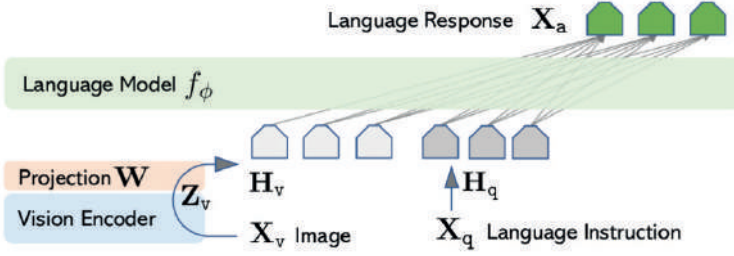 Language Response X_a
Language Model f_ϕ
Projection W
Z_v
H_v H_q
Vision Encoder
X_v Image X_q Language Instruction